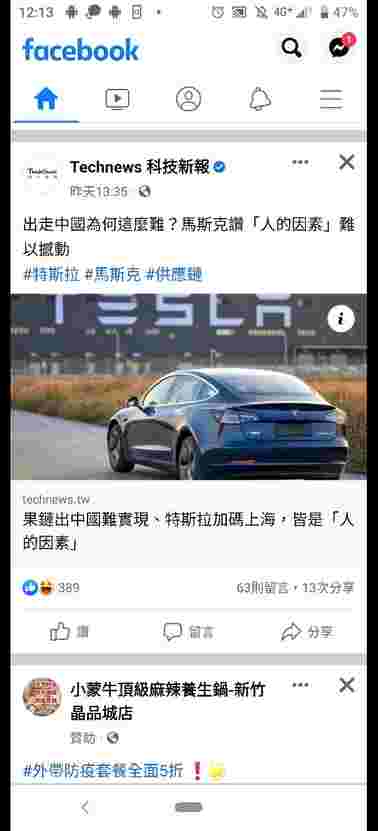 12:13
4G+
47%
facebook
1
Technews 科技新報
昨天13:35
出走中國為何這麼難？馬斯克讚「人的因素」難
以撼動
#特斯拉 #馬斯克 #供應鏈
TESLA
technews.tw
果鏈出中國難實現、特斯拉加碼上海，皆是「人
的因素」
389
63則留言・13次分享
讚
留言
分享
小蒙牛頂級麻辣養生鍋-新竹
晶品城店
贊助
#外帶防疫套餐全面5折❗